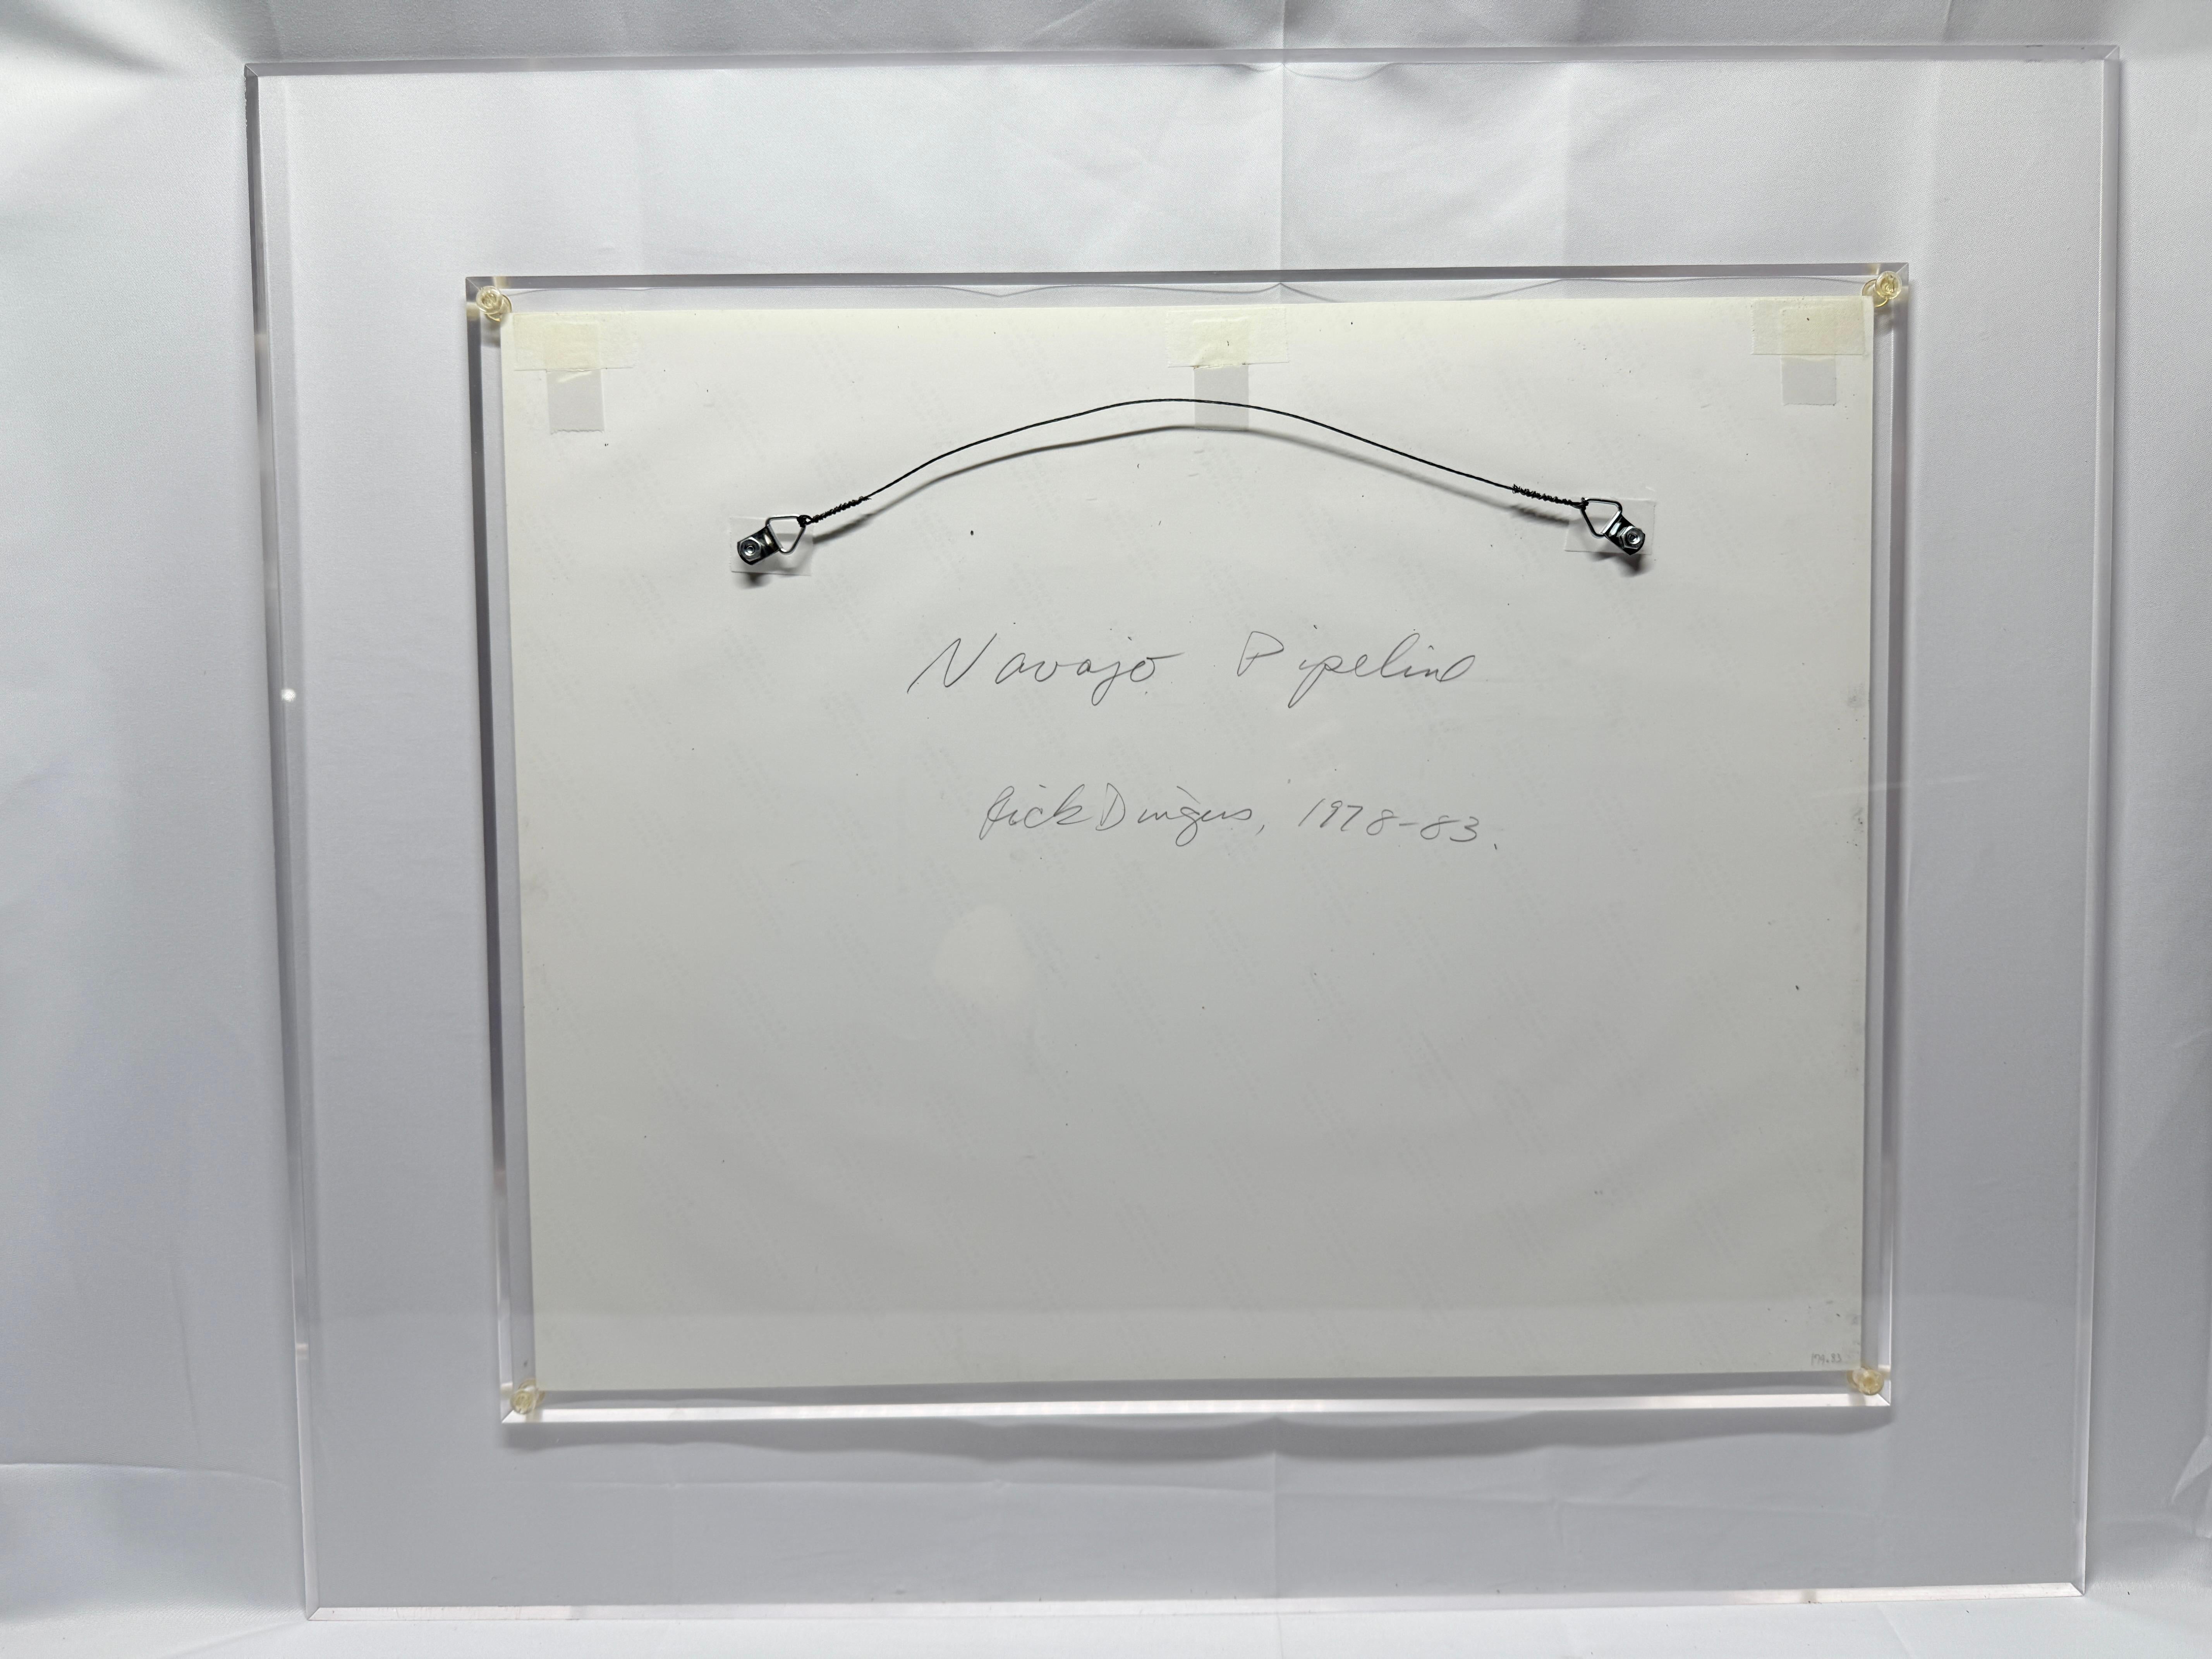 Navajo Pipeline
Rick Dingus, 1978-83.